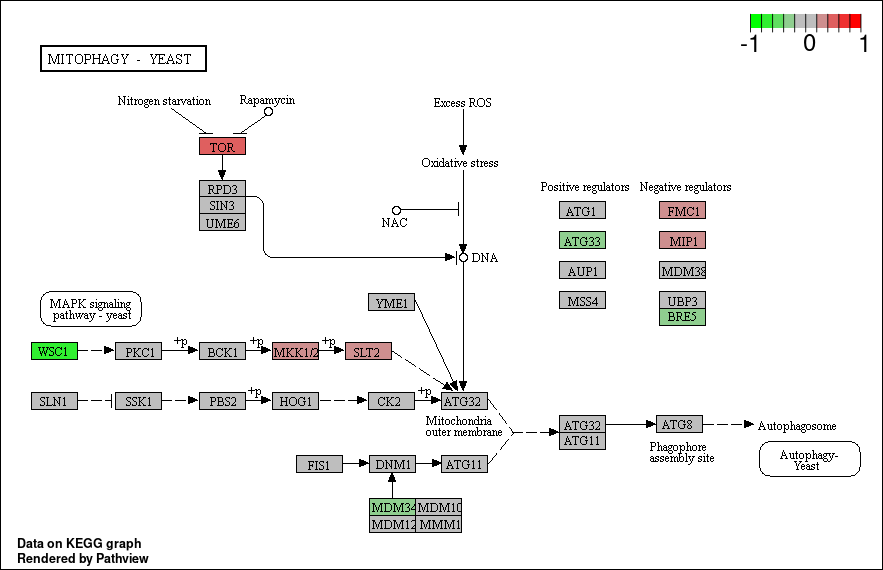 -1 0 1
MITOPHAGY - YEAST
Nitrogen starvation
Rapamycin
Excess ROS
TOR
Oxidative stress
RPD3
SIN3
UME6
NAC
DNA
Positive regulators
Negative regulators
ATG1
FMC1
ATG33
MIP1
AUP1
MDM38
MSS4
UBP3
BRE5
MAPK signaling
pathway - yeast
YME1
WSC1
PKC1
+p
BCK1
+p
MKK1/2
+p
SLT2
SLN1
SSK1
PBS2
+p
HOG1
CK2
+p
ATG32
Mitochondria
outer membrane
ATG32
ATG11
ATG8
Autophagosome
Phagophore
assembly site
Autophagy-
Yeast
FIS1
DNM1
ATG11
MDM34
MDM10
MDM12
MMM1
Data on KEGG graph
Rendered by Pathview